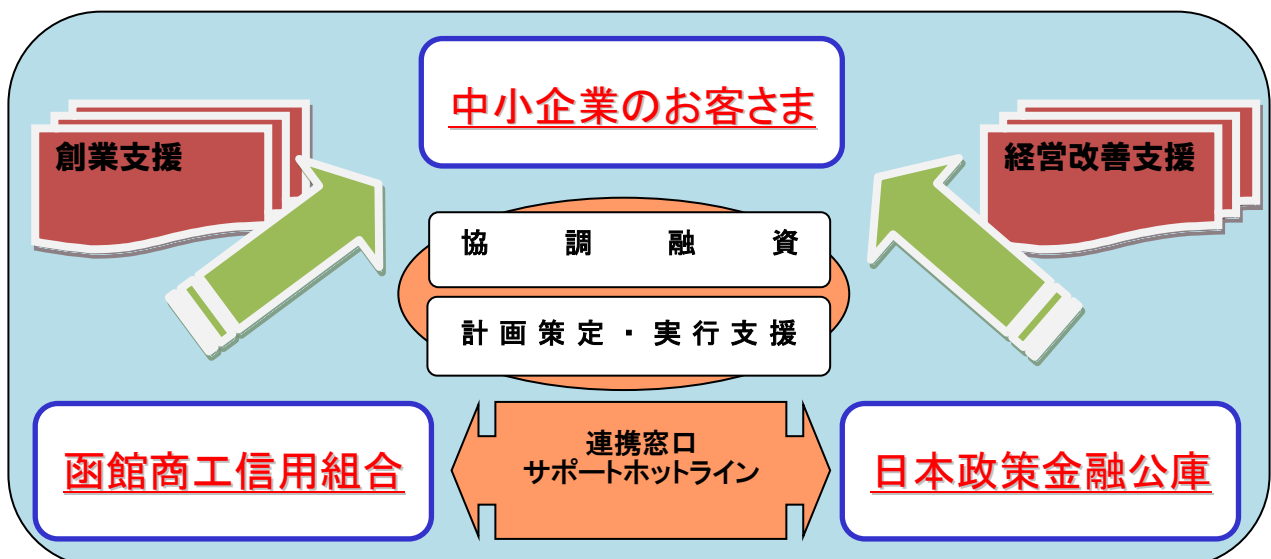 中小企業のお客さま
創業支援
経営改善支援
協調融資
計画策定・実行支援
函館商工信用組合
連携窓口
サポートホットライン
日本政策金融公庫